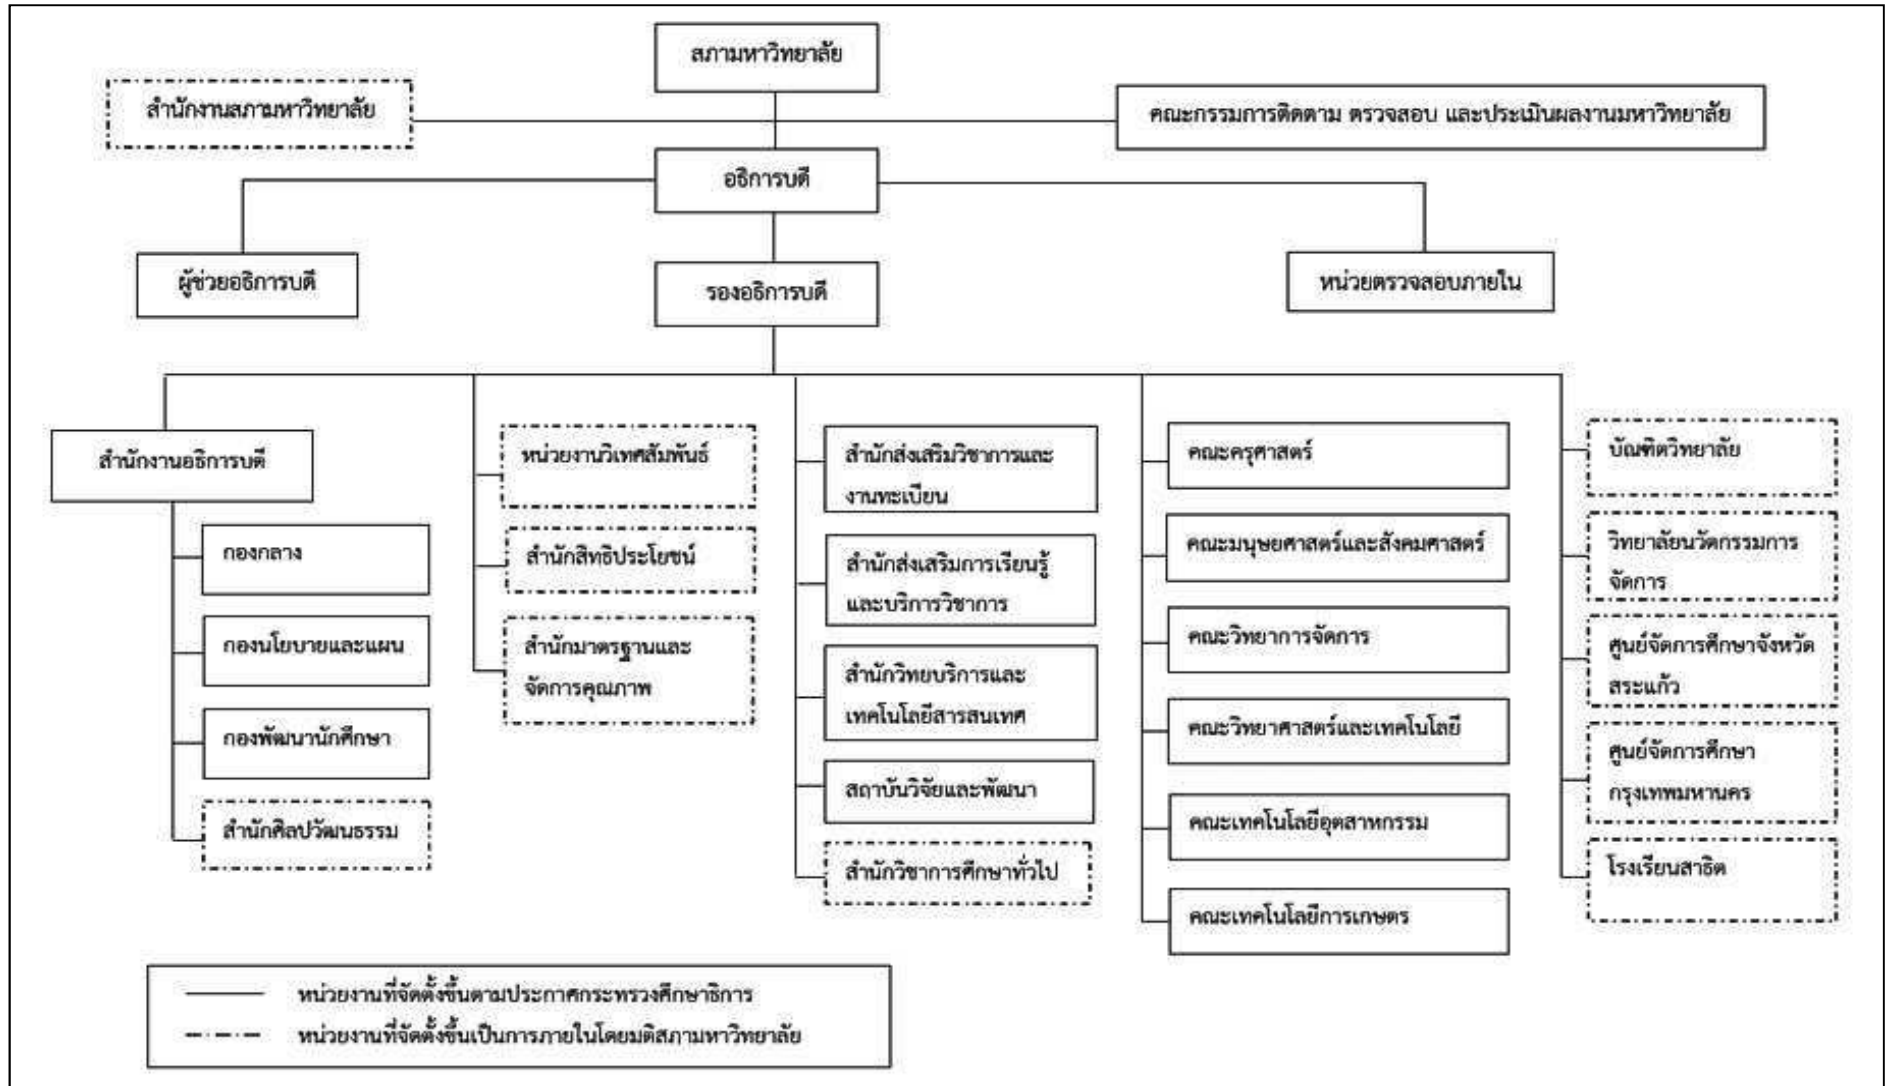 สภามหาวิทยาลัย
สำนักงานสภามหาวิทยาลัย
คณะกรรมการติดตาม ตรวจสอบ และประเมินผลงานมหาวิทยาลัย
อธิการบดี
ผู้ช่วยอธิการบดี
รองอธิการบดี
หน่วยตรวจสอบภายใน
สำนักงานอธิการบดี
กองกลาง
กองนโยบายและแผน
กองพัฒนานักศึกษา
สำนักศิลปวัฒนธรรม
หน่วยงานวิเทศสัมพันธ์
สำนักสิทธิประโยชน์
สำนักมาตรฐานและ
จัดการคุณภาพ
สำนักส่งเสริมวิชาการและ
งานทะเบียน
สำนักส่งเสริมการเรียนรู้
และบริการวิชาการ
สำนักวิทยบริการและ
เทคโนโลยีสารสนเทศ
สถาบันวิจัยและพัฒนา
สำนักวิชาการศึกษาทั่วไป
คณะครุศาสตร์
คณะมนุษยศาสตร์และสังคมศาสตร์
คณะวิทยาการจัดการ
คณะวิทยาศาสตร์และเทคโนโลยี
คณะเทคโนโลยีอุตสาหกรรม
คณะเทคโนโลยีการเกษตร
บัณฑิตวิทยาลัย
วิทยาลัยนวัตกรรมการ
จัดการ
ศูนย์จัดการศึกษาจังหวัด
สระแก้ว
ศูนย์จัดการศึกษา
กรุงเทพมหานคร
โรงเรียนสาธิต
หน่วยงานที่จัดตั้งขึ้นตามประกาศกระทรวงศึกษาธิการ
หน่วยงานที่จัดตั้งขึ้นเป็นการภายในโดยมติสภามหาวิทยาลัย